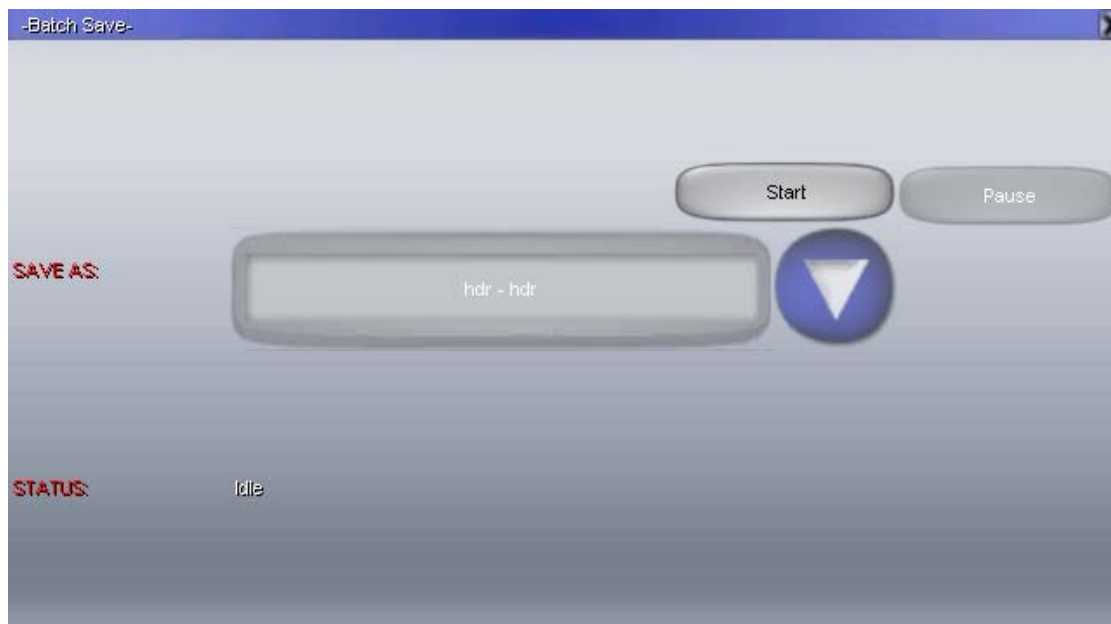 -Batch Save-
Start
Pause
SAVE AS:
hdr - hdr
STATUS:
Idle